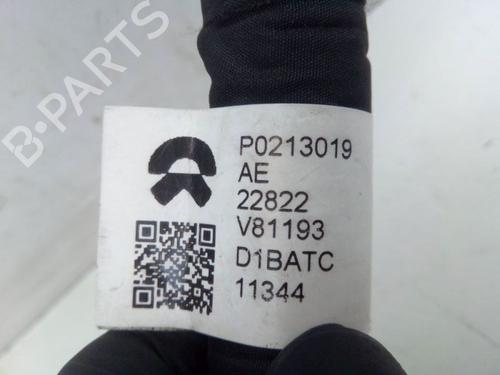 B-PARTS
P0213019
AE
22822
V81193
D1BATC
11344